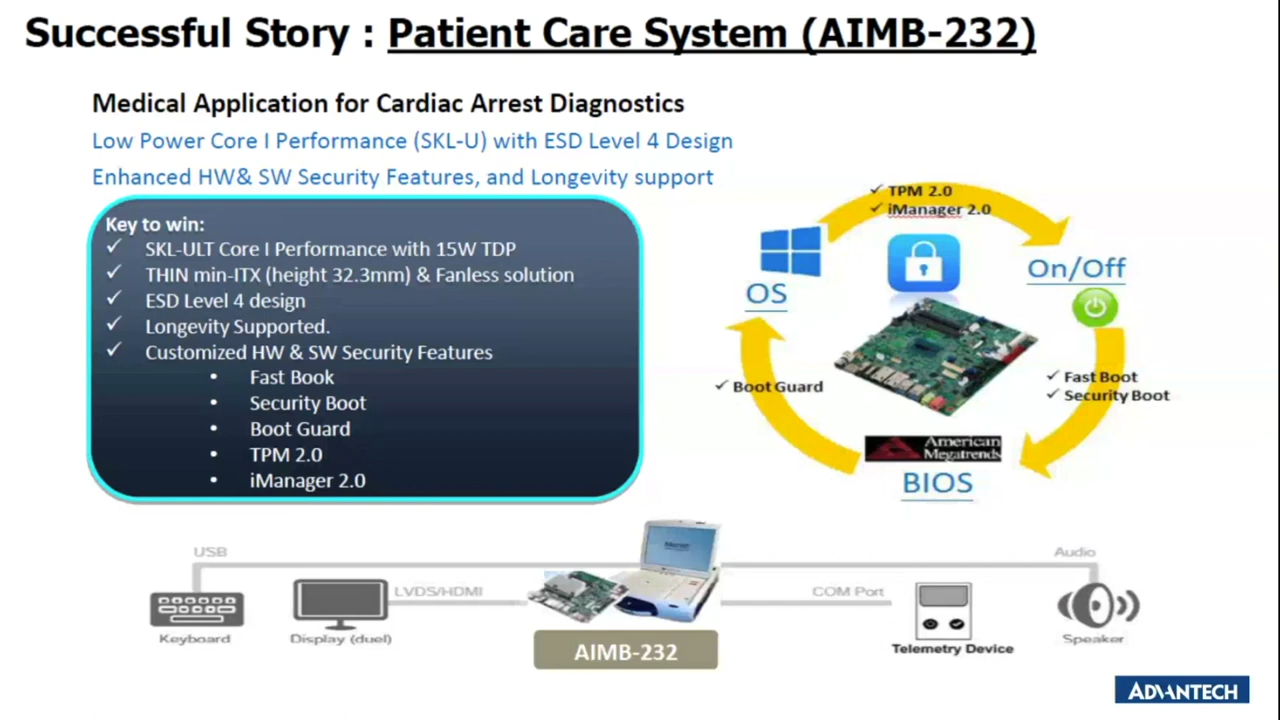 Successful Story : Patient Care System (AIMB-232)
Medical Application for Cardiac Arrest Diagnostics
Low Power Core I Performance (SKL-U) with ESD Level 4 Design
Enhanced HW& SW Security Features, and Longevity support
Key to win:
✓ SKL-ULT Core I Performance with 15W TDP
✓ THIN min-ITX (height 32.3mm) & Fanless solution
✓ ESD Level 4 design
✓ Longevity Supported.
✓ Customized HW & SW Security Features
• Fast Book
• Security Boot
• Boot Guard
• TPM 2.0
• iManager 2.0
✓ TPM 2.0
✓ iManager 2.0
OS
On/Off
✓ Boot Guard
✓ Fast Boot
✓ Security Boot
American
Megatrends
BIOS
USB
Audio
LVDS/HDMI
COM Port
Keyboard
Display (duel)
AIMB-232
Telemetry Device
Speaker
ADVANTECH